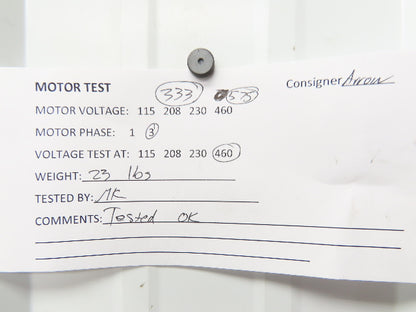 MOTOR TEST 333 575 Consigner Arrow
MOTOR VOLTAGE: 115 208 230 460
MOTOR PHASE: 1 3
VOLTAGE TEST AT: 115 208 230 460
WEIGHT: 23 lbs
TESTED BY: AK
COMMENTS: Tested OK